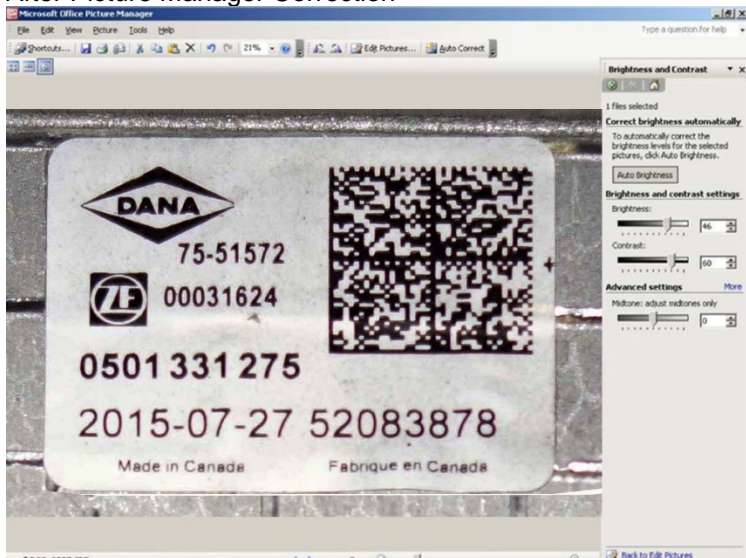 After Picture Manager Correction
Microsoft Office Picture Manager
File Edit View Picture Tools Help
Type a question for help
Shortcuts... 21% Edit Pictures... Auto Correct
Brightness and Contrast
1 files selected
Correct brightness automatically
To automatically correct the
brightness levels for the selected
pictures, click Auto Brightness.
Auto Brightness
Brightness and contrast settings
Brightness:
46
Contrast:
60
Advanced settings More
Midtone: adjust midtones only
0
DANA
75-51572
ZF 00031624
0501 331 275
2015-07-27 52083878
Made in Canada Fabrique en Canada
Back to Edit Pictures